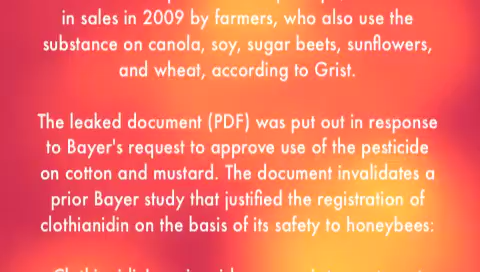 in sales in 2009 by farmers, who also use the
substance on canola, soy, sugar beets, sunflowers,
and wheat, according to Grist.
The leaked document (PDF) was put out in response
to Bayer's request to approve use of the pesticide
on cotton and mustard. The document invalidates a
prior Bayer study that justified the registration of
clothianidin on the basis of its safety to honeybees: